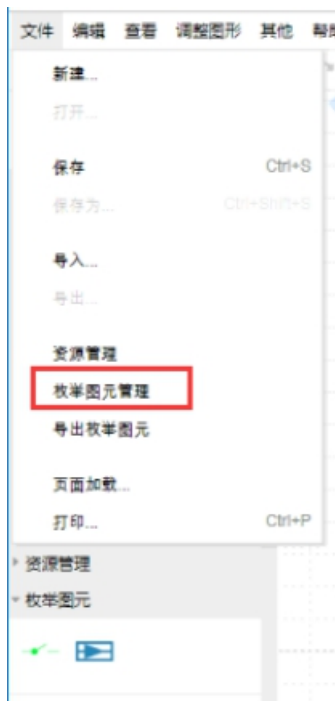 文件 编辑 查看 调整图形 其他 帮
新建...
打开...
保存 Ctrl+S
保存为... Ctrl+Shift+S
导入...
导出...
资源管理
枚举图元管理
导出枚举图元
页面加载...
打印... Ctrl+P
资源管理
枚举图元